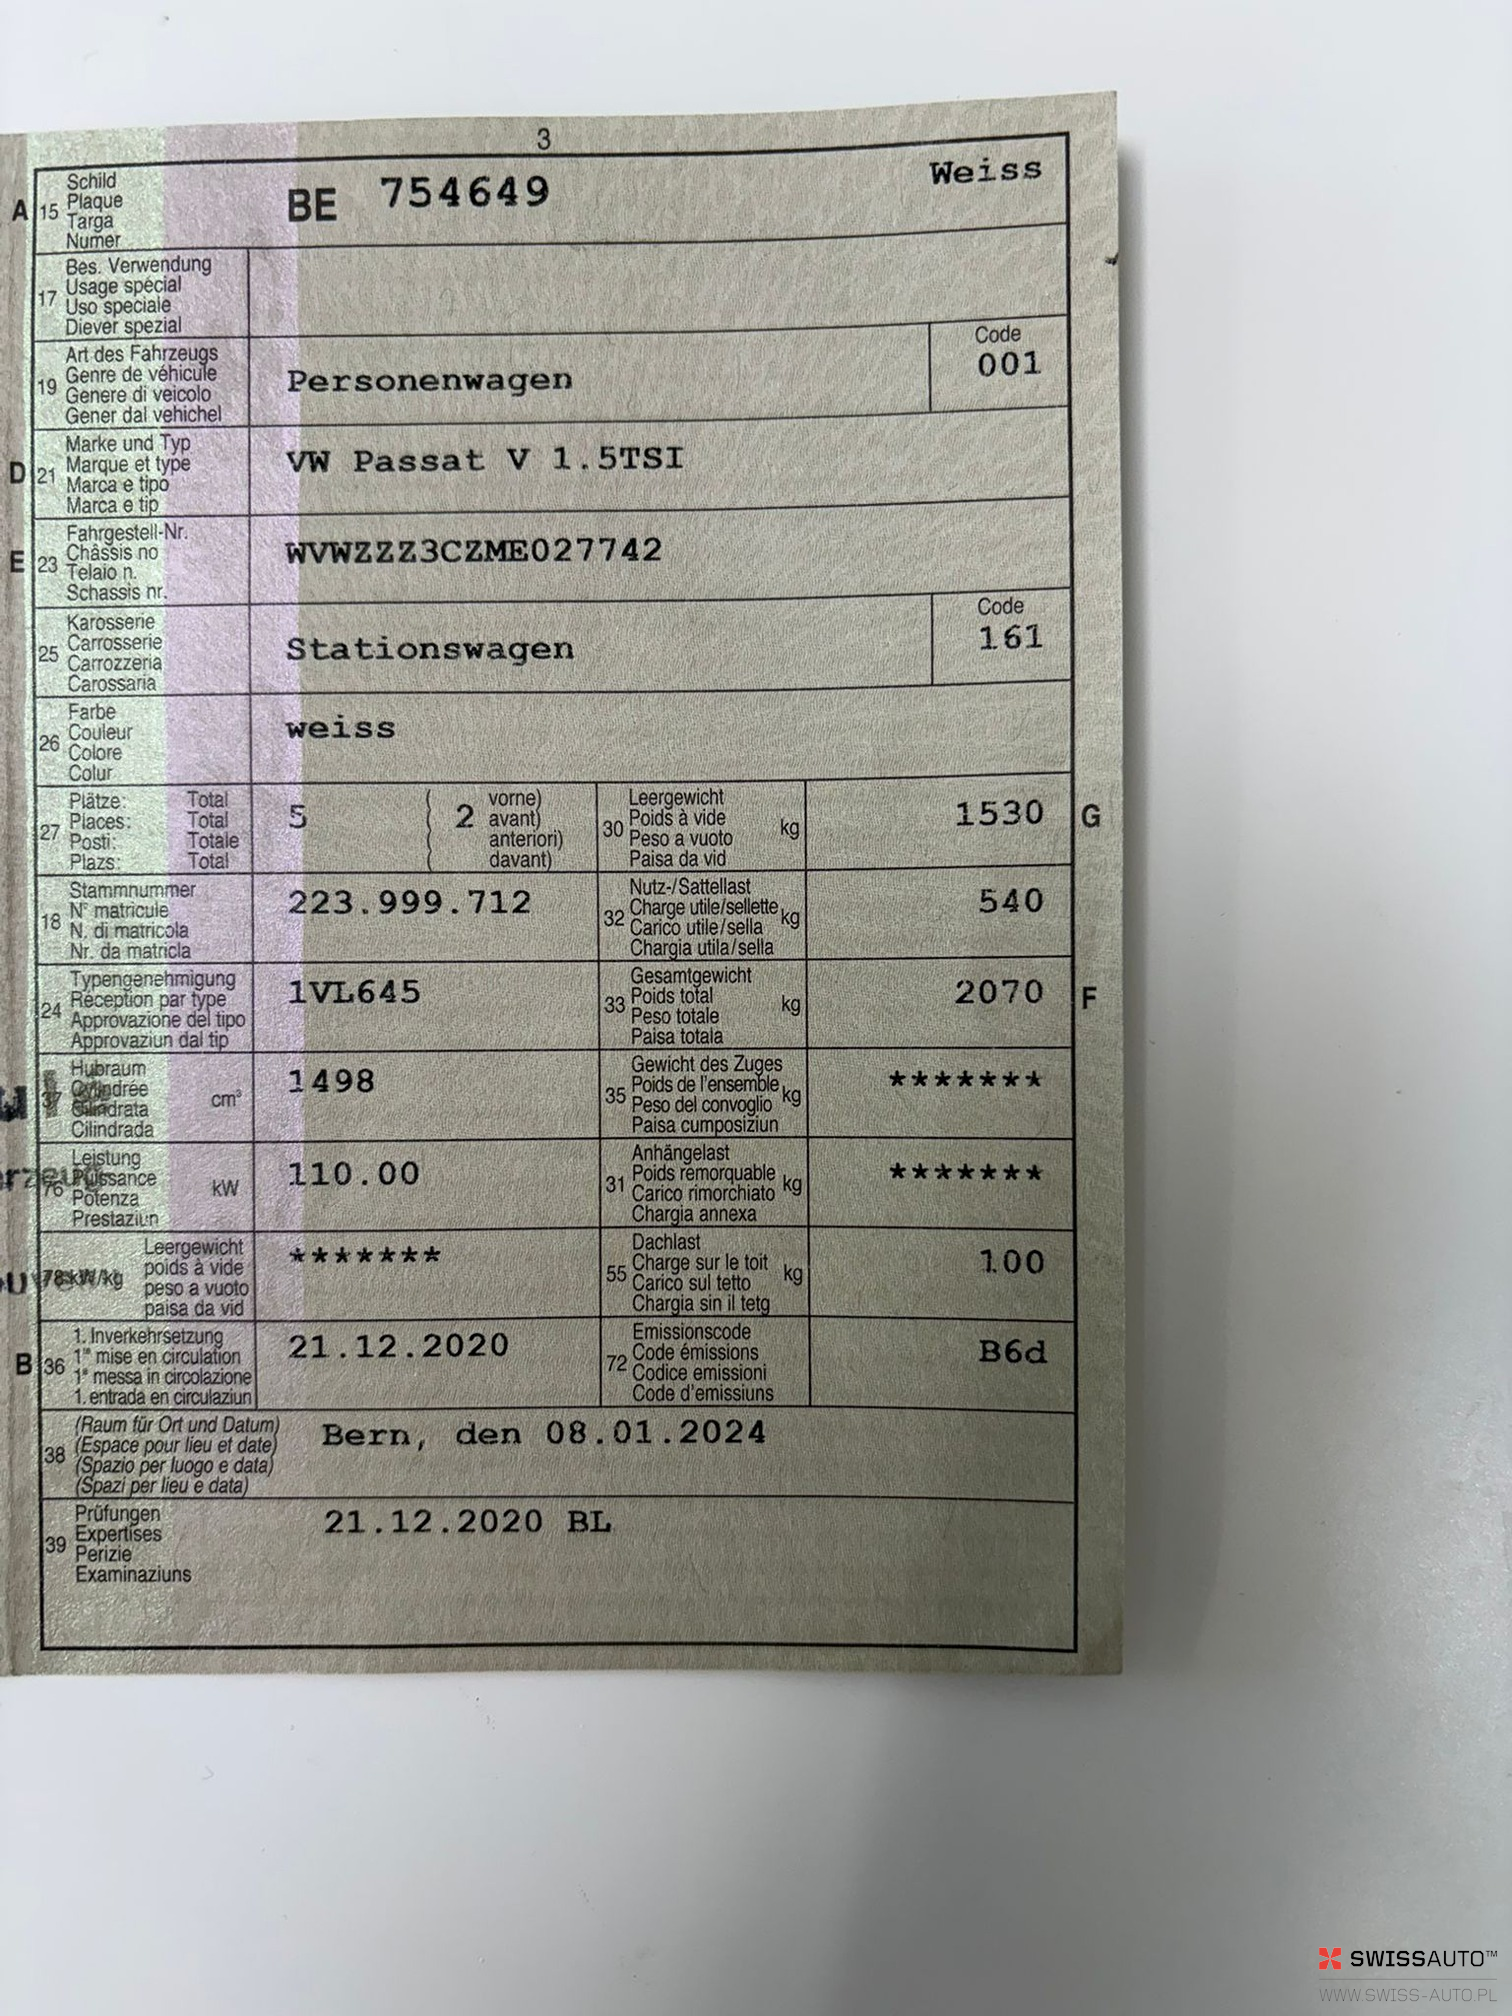 3
A 15 Schild
Plaque
Targa
Numer
BE 754649 Weiss
17 Bes. Verwendung
Usage spécial
Uso speciale
Diever spezial
19 Art des Fahrzeugs
Genre de véhicule
Genere di veicolo
Gener dal vehichel
Personenwagen
Code
001
D 21 Marke und Typ
Marque et type
Marca e tipo
Marca e tip
VW Passat V 1.5TSI
E 23 Fahrgestell-Nr.
Châssis no
Telaio n.
Schassis nr.
WVWZZZ3CZME027742
25 Karosserie
Carrosserie
Carrozzeria
Carossaria
Stationswagen
Code
161
26 Farbe
Couleur
Colore
Colur
weiss
27 Plätze: Total
Places: Total
Posti: Totale
Plazs: Total
5 ( 2 vorne)
( avant)
( anteriori)
( davant)
30 Leergewicht
Poids à vide
Peso a vuoto
Paisa da vid
kg
1530 G
18 Stammnummer
N° matricule
N. di matricola
Nr. da matricla
223.999.712
32 Nutz-/Sattellast
Charge utile/sellette
Carico utile/sella
Chargia utila/sella
kg
540
24 Typengenehmigung
Réception par type
Approvazione del tipo
Approvaziun dal tip
1VL645
33 Gesamtgewicht
Poids total
Peso totale
Paisa totala
kg
2070 F
37 Hubraum
Cylindrée
Cilindrata
Cilindrada
cm³
1498
35 Gewicht des Zuges
Poids de l'ensemble
Peso del convoglio
Paisa cumposiziun
kg
*******
76 Leistung
Puissance
Potenza
Prestaziun
kW
110.00
31 Anhängelast
Poids remorquable
Carico rimorchiato
Chargia annexa
kg
*******
78 kW/kg Leergewicht
poids à vide
peso a vuoto
paisa da vid
*******
55 Dachlast
Charge sur le toit
Carico sul tetto
Chargia sin il tetg
kg
100
B 36 1. Inverkehrsetzung
1re mise en circulation
1a messa in circolazione
1. entrada en circulaziun
21.12.2020
72 Emissionscode
Code émissions
Codice emissioni
Code d'emissiuns
B6d
38 (Raum für Ort und Datum)
(Espace pour lieu et date)
(Spazio per luogo e data)
(Spazi per lieu e data)
Bern, den 08.01.2024
39 Prüfungen
Expertises
Perizie
Examinaziuns
21.12.2020 BL
SWISSAUTO™
WWW.SWISS-AUTO.PL